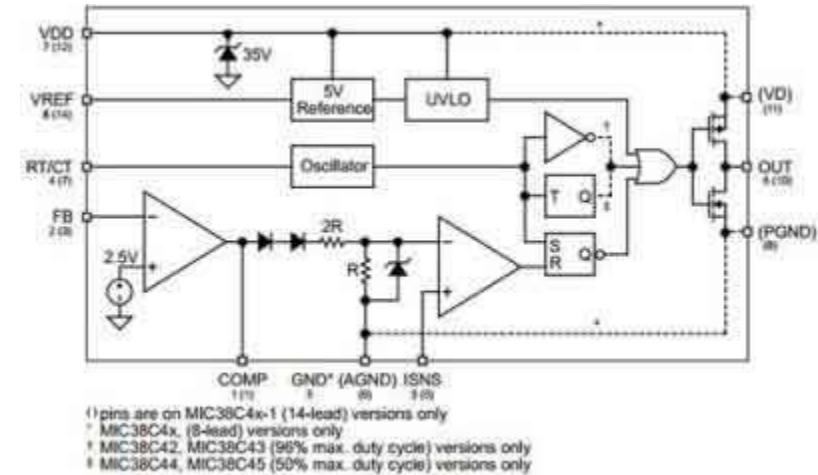 VDD
7 (12)
35V
VREF
8 (14)
5V
Reference
UVLO
(VD)
(11)
RT/CT
4 (7)
Oscillator
†
OUT
6 (10)
FB
2 (3)
T Q
‡
2R
S
R Q
(PGND)
(8)
2.5V
R
*
COMP
1 (1)
GND* (AGND)
5 (9)
ISNS
3 (5)
( ) pins are on MIC38C4x-1 (14-lead) versions only
* MIC38C4x, (8-lead) versions only
† MIC38C42, MIC38C43 (96% max. duty cycle) versions only
‡ MIC38C44, MIC38C45 (50% max. duty cycle) versions only